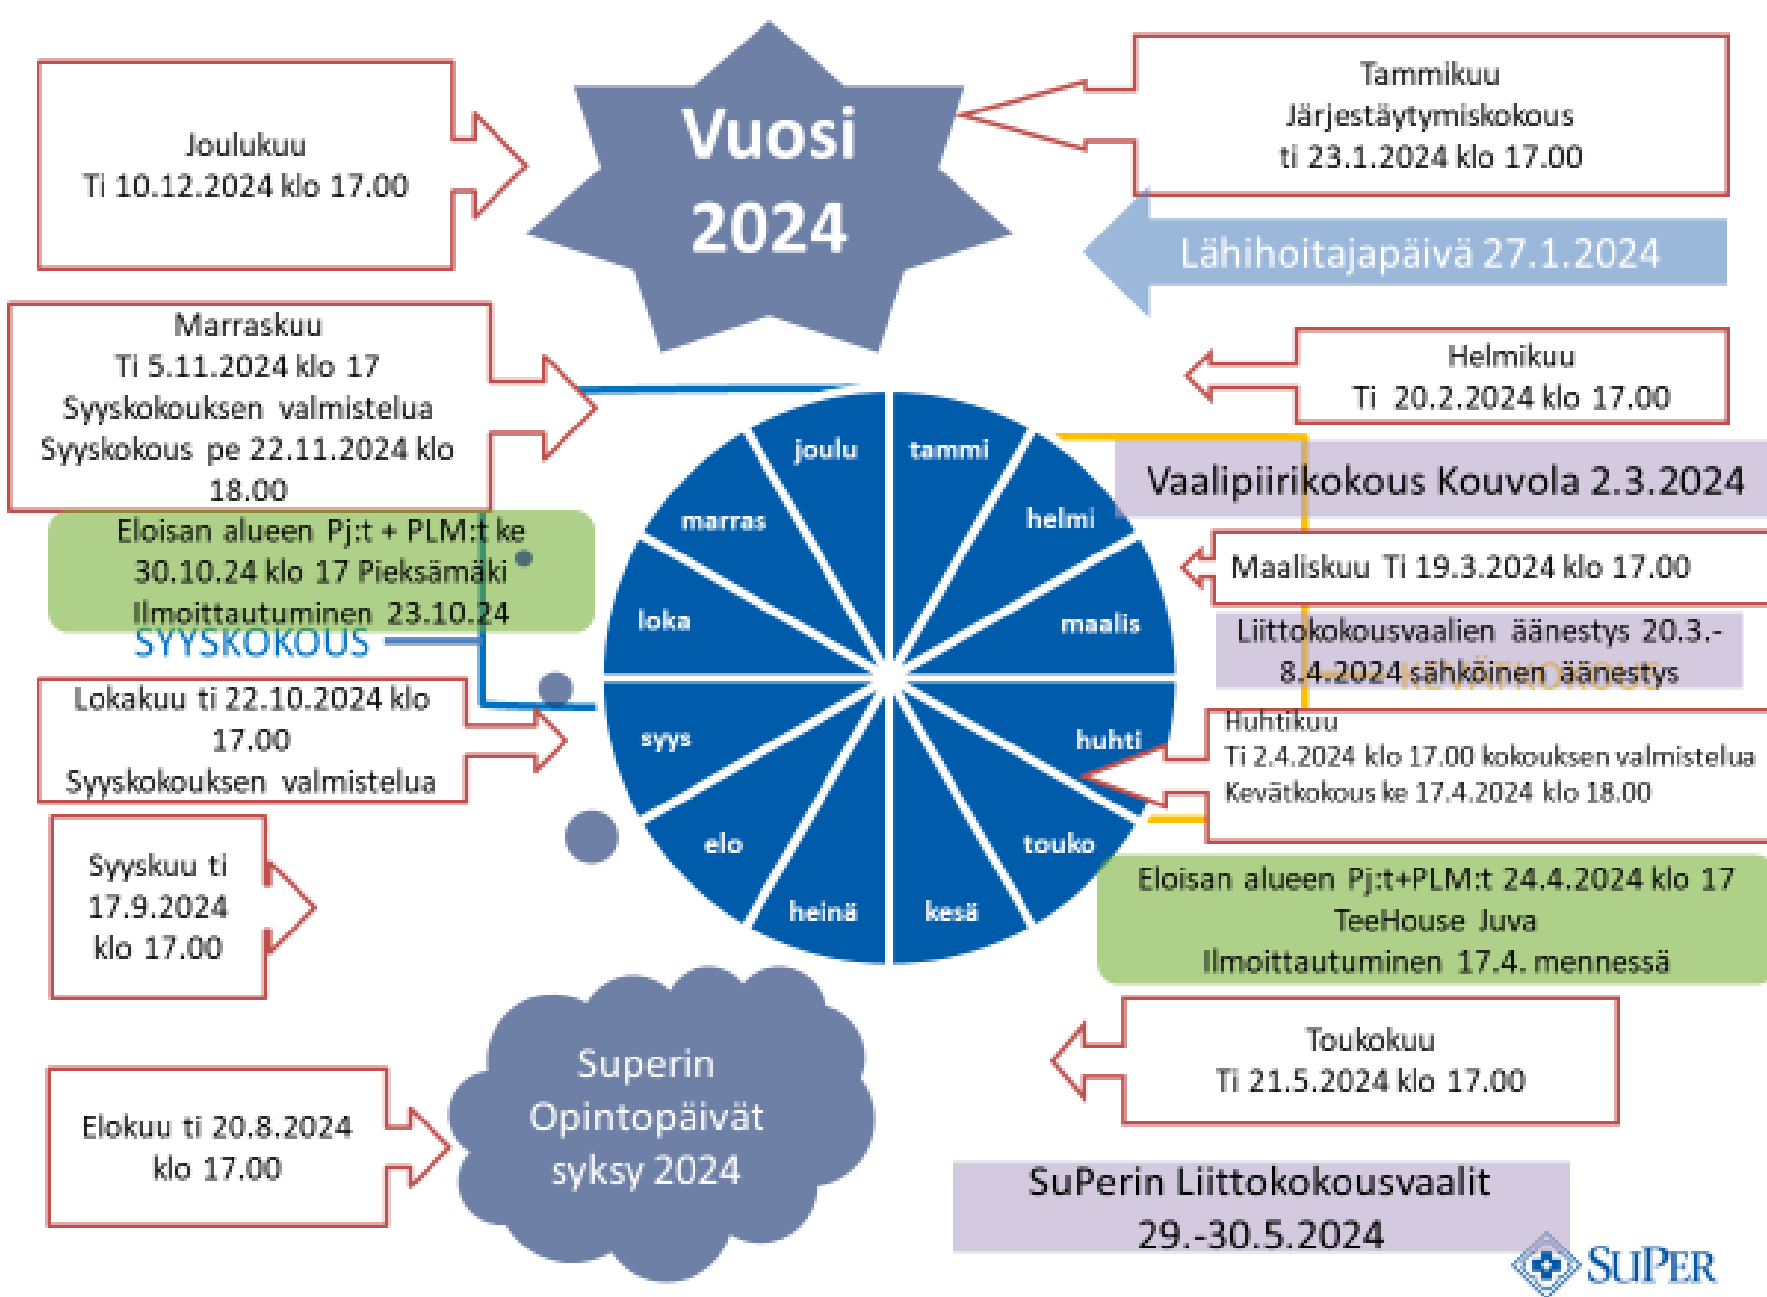 Vuosi
2024
Tammikuu
Järjestäytymiskokous
ti 23.1.2024 klo 17.00
Lähihoitajapäivä 27.1.2024
Helmikuu
Ti 20.2.2024 klo 17.00
Vaalipiirikokous Kouvola 2.3.2024
Maaliskuu Ti 19.3.2024 klo 17.00
Liittokokousvaalien äänestys 20.3.-
8.4.2024 sähköinen äänestys
KEVÄTKOKOUS
Huhtikuu
Ti 2.4.2024 klo 17.00 kokouksen valmistelua
Kevätkokous ke 17.4.2024 klo 18.00
Eloisan alueen Pj:t+PLM:t 24.4.2024 klo 17
TeeHouse Juva
Ilmoittautuminen 17.4. mennessä
Toukokuu
Ti 21.5.2024 klo 17.00
SuPerin Liittokokousvaalit
29.-30.5.2024
SUPER
Superin
Opintopäivät
syksy 2024
Elokuu ti 20.8.2024
klo 17.00
Syyskuu ti
17.9.2024
klo 17.00
Lokakuu ti 22.10.2024 klo
17.00
Syyskokouksen valmistelua
SYYSKOKOUS
Eloisan alueen Pj:t + PLM:t ke
30.10.24 klo 17 Pieksämäki
Ilmoittautuminen 23.10.24
Marraskuu
Ti 5.11.2024 klo 17
Syyskokouksen valmistelua
Syyskokous pe 22.11.2024 klo
18.00
Joulukuu
Ti 10.12.2024 klo 17.00
tammi
helmi
maalis
huhti
touko
kesä
heinä
elo
syys
loka
marras
joulu